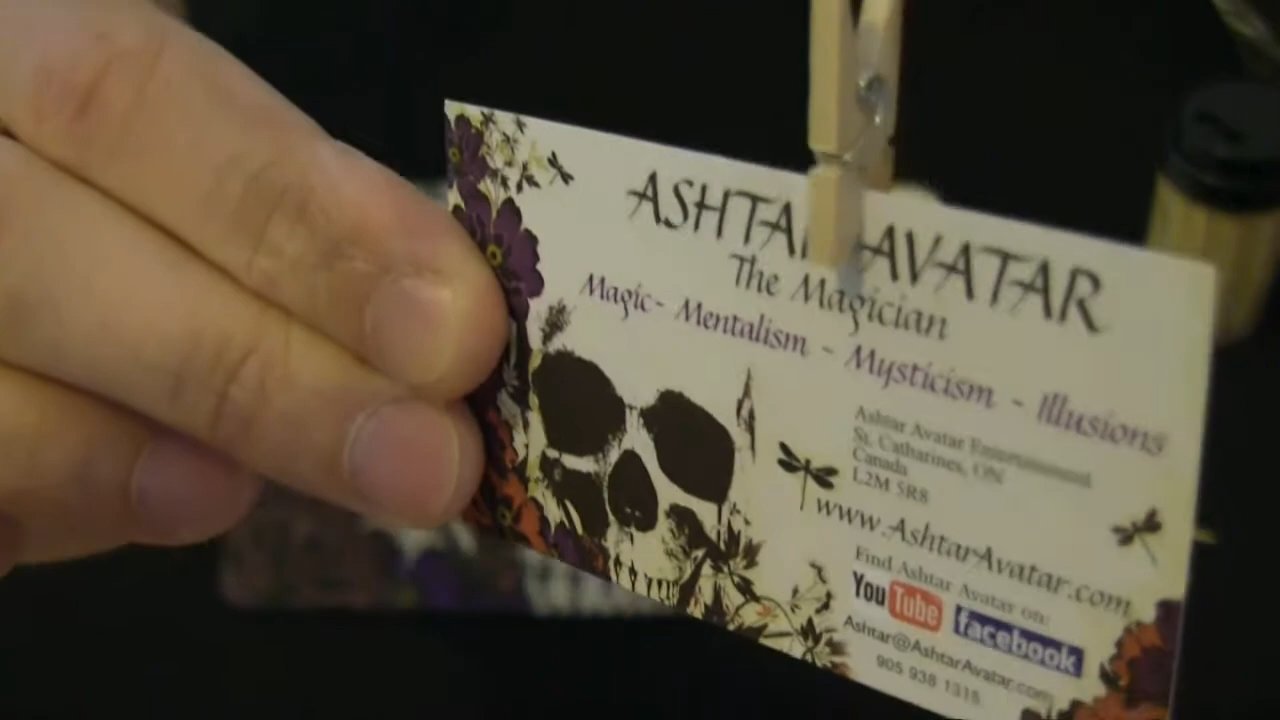 ASHTAR AVATAR
The Magician
Magic - Mentalism - Mysticism - Illusions
Ashtar Avatar Entertainment
St. Catharines, ON
Canada
L2M 5R8
www.AshtarAvatar.com
Find Ashtar Avatar on:
YouTube facebook
Ashtar@AshtarAvatar.com
905 938 1315